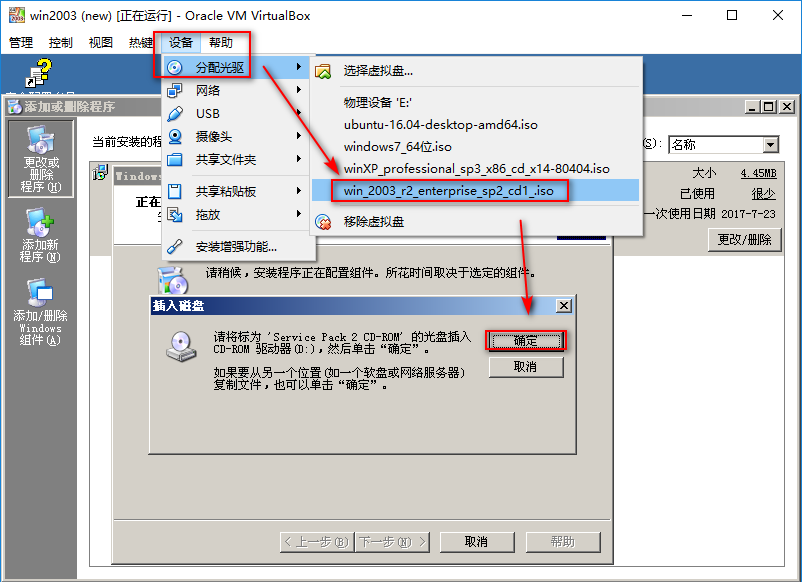 win2003 (new) [正在运行] - Oracle VM VirtualBox
管理 控制 视图 热键 设备 帮助
分配光驱
网络
USB
摄像头
共享文件夹
共享粘贴板
拖放
安装增强功能...
选择虚拟盘...
物理设备 'E:'
ubuntu-16.04-desktop-amd64.iso
windows7_64位.iso
winXP_professional_sp3_x86_cd_x14-80404.iso
win_2003_r2_enterprise_sp2_cd1_.iso
移除虚拟盘
添加或删除程序
更改或
删除
程序(H)
添加新
程序(N)
添加/删除
Windows
组件(A)
当前安装的程
(S): 名称
大小 4.45MB
已使用 很少
一次使用日期 2017-7-23
更改/删除
Windows
正在
请稍候，安装程序正在配置组件。所花时间取决于选定的组件。
插入磁盘
请将标为 'Service Pack 2 CD-ROM' 的光盘插入
CD-ROM 驱动器(D:)，然后单击“确定”。
如果要从另一个位置(如一个软盘或网络服务器)
复制文件，也可以单击“确定”。
确定
取消
< 上一步(B) 下一步(N) > 取消 帮助